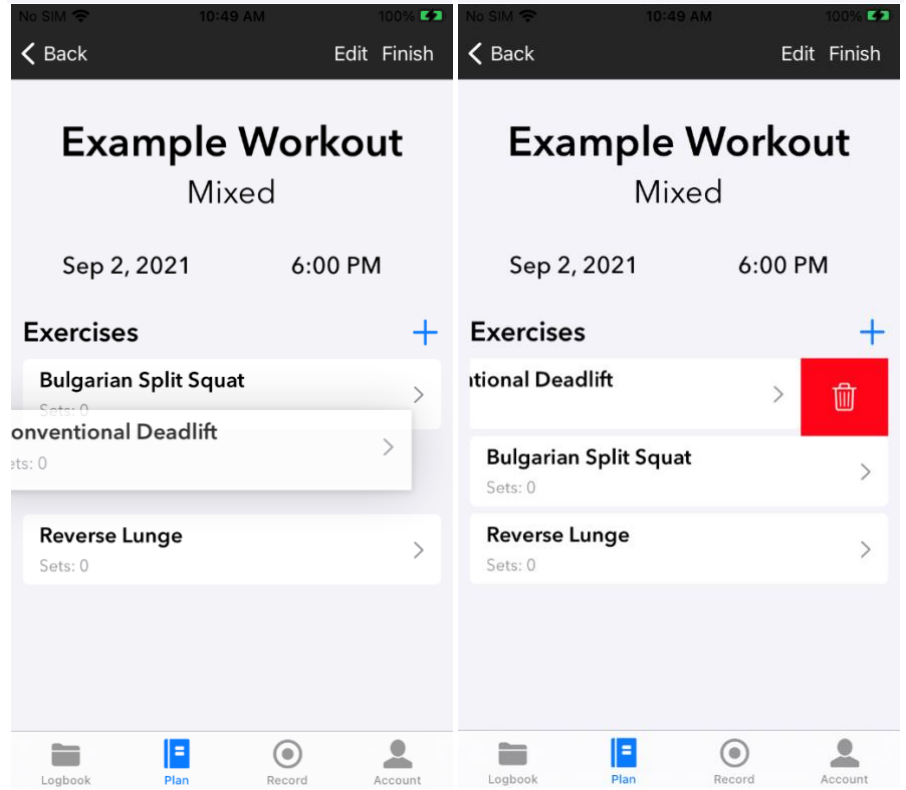 No SIM 10:49 AM 100%
Back Edit Finish
Example Workout
Mixed
Sep 2, 2021 6:00 PM
Exercises
Bulgarian Split Squat
Sets: 0
onventional Deadlift
ets: 0
Reverse Lunge
Sets: 0
Logbook Plan Record Account
No SIM 10:49 AM 100%
Back Edit Finish
Example Workout
Mixed
Sep 2, 2021 6:00 PM
Exercises
tional Deadlift
Bulgarian Split Squat
Sets: 0
Reverse Lunge
Sets: 0
Logbook Plan Record Account